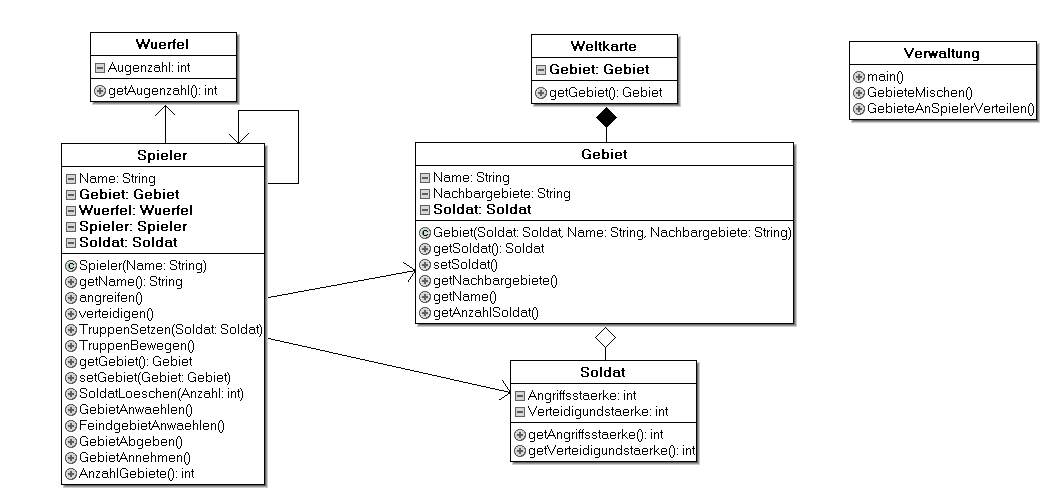 Wuerfel
Augenzahl: int
getAugenzahl(): int
Spieler
Name: String
Gebiet: Gebiet
Wuerfel: Wuerfel
Spieler: Spieler
Soldat: Soldat
Spieler(Name: String)
getName(): String
angreifen()
verteidigen()
TruppenSetzen(Soldat: Soldat)
TruppenBewegen()
getGebiet(): Gebiet
setGebiet(Gebiet: Gebiet)
SoldatLoeschen(Anzahl: int)
GebietAnwaehlen()
FeindgebietAnwaehlen()
GebietAbgeben()
GebietAnnehmen()
AnzahlGebiete(): int
Weltkarte
Gebiet: Gebiet
getGebiet(): Gebiet
Gebiet
Name: String
Nachbargebiete: String
Soldat: Soldat
Gebiet(Soldat: Soldat, Name: String, Nachbargebiete: String)
getSoldat(): Soldat
setSoldat()
getNachbargebiete()
getName()
getAnzahlSoldat()
Soldat
Angriffsstaerke: int
Verteidigundstaerke: int
getAngriffsstaerke(): int
getVerteidigundstaerke(): int
Verwaltung
main()
GebieteMischen()
GebieteAnSpielerVerteilen()